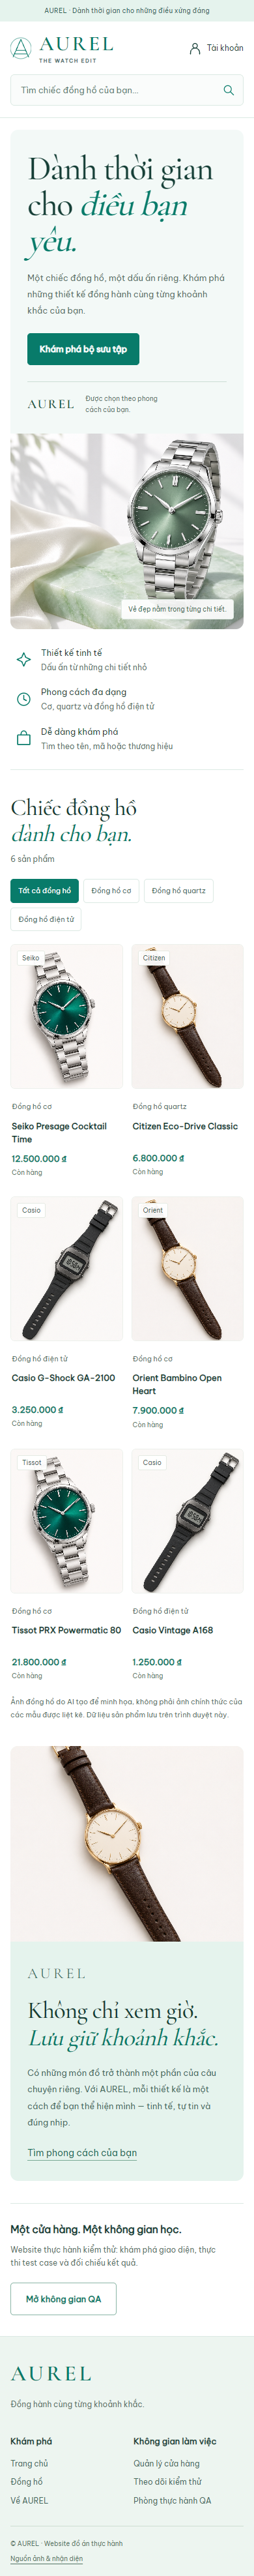 AUREL · Dành thời gian cho những điều xứng đáng
AUREL
THE WATCH EDIT
Tài khoản
Tìm chiếc đồng hồ của bạn...
Dành thời gian
cho điều bạn
yêu.
Một chiếc đồng hồ, một dấu ấn riêng. Khám phá
những thiết kế đồng hành cùng từng khoảnh
khắc của bạn.
Khám phá bộ sưu tập
AUREL
Được chọn theo phong
cách của bạn.
Vẻ đẹp nằm trong từng chi tiết.
Thiết kế tinh tế
Dấu ấn từ những chi tiết nhỏ
Phong cách đa dạng
Cơ, quartz và đồng hồ điện tử
Dễ dàng khám phá
Tìm theo tên, mã hoặc thương hiệu
Chiếc đồng hồ
dành cho bạn.
6 sản phẩm
Tất cả đồng hồ
Đồng hồ cơ
Đồng hồ quartz
Đồng hồ điện tử
Seiko
Citizen
Đồng hồ cơ
Đồng hồ quartz
Seiko Presage Cocktail
Time
Citizen Eco-Drive Classic
12.500.000 ₫
6.800.000 ₫
Còn hàng
Còn hàng
Casio
Orient
Đồng hồ điện tử
Đồng hồ cơ
Casio G-Shock GA-2100
Orient Bambino Open
Heart
3.250.000 ₫
7.900.000 ₫
Còn hàng
Còn hàng
Tissot
Casio
Đồng hồ cơ
Đồng hồ điện tử
Tissot PRX Powermatic 80
Casio Vintage A168
21.800.000 ₫
1.250.000 ₫
Còn hàng
Còn hàng
Ảnh đồng hồ do AI tạo để minh họa, không phải ảnh chính thức của
các mẫu được liệt kê. Dữ liệu sản phẩm lưu trên trình duyệt này.
AUREL
Không chỉ xem giờ.
Lưu giữ khoảnh khắc.
Có những món đồ trở thành một phần của câu
chuyện riêng. Với AUREL, mỗi thiết kế là một
cách để bạn thể hiện mình — tinh tế, tự tin và
đúng nhịp.
Tìm phong cách của bạn
Một cửa hàng. Một không gian học.
Website thực hành kiểm thử: khám phá giao diện, thực
thi test case và đối chiếu kết quả.
Mở không gian QA
AUREL
Đồng hành cùng từng khoảnh khắc.
Khám phá
Không gian làm việc
Trang chủ
Quản lý cửa hàng
Đồng hồ
Theo dõi kiểm thử
Về AUREL
Phòng thực hành QA
© AUREL · Website đồ án thực hành
Nguồn ảnh & nhận diện